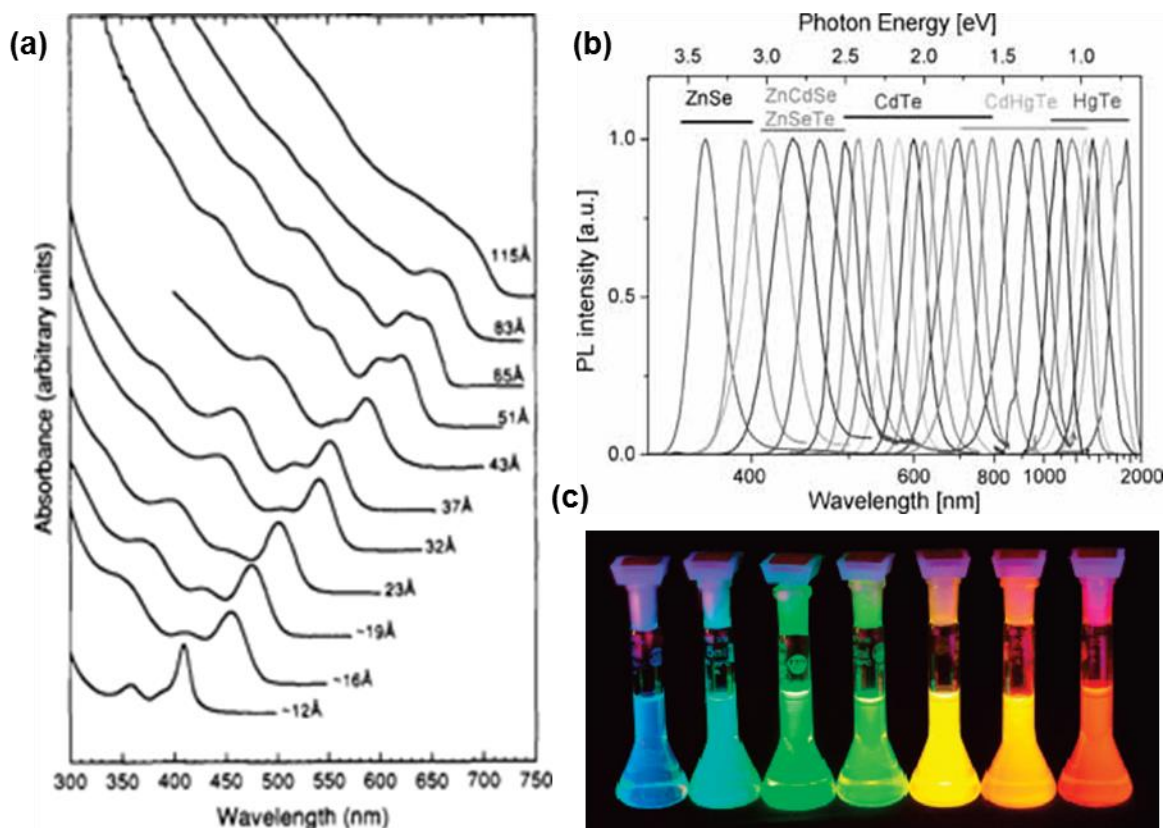 (a)
Absorbance (arbitrary units)
115Å
83Å
65Å
51Å
43Å
37Å
32Å
23Å
~19Å
~16Å
~12Å
300 350 400 450 500 550 600 650 700 750
Wavelength (nm)
(b)
Photon Energy [eV]
3.5 3.0 2.5 2.0 1.5 1.0
ZnSe ZnCdSe CdTe CdHgTe HgTe
ZnSeTe
PL intensity [a.u.]
1.0
0.5
0.0
400 600 800 1000 2000
Wavelength [nm]
(c)